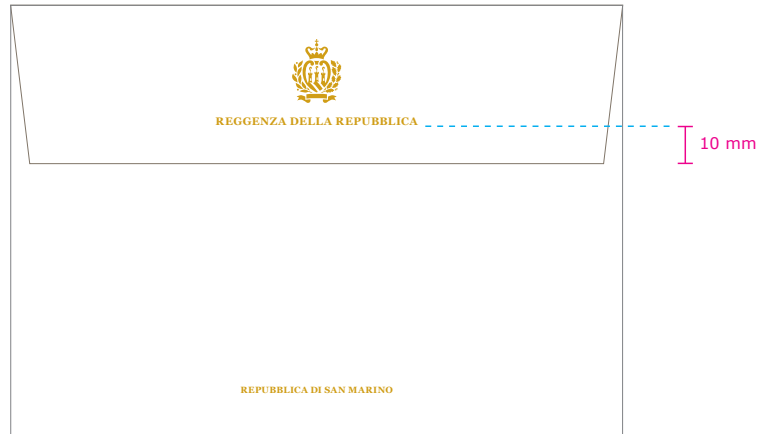 REGGENZA DELLA REPUBBLICA
10 mm
REPUBBLICA DI SAN MARINO